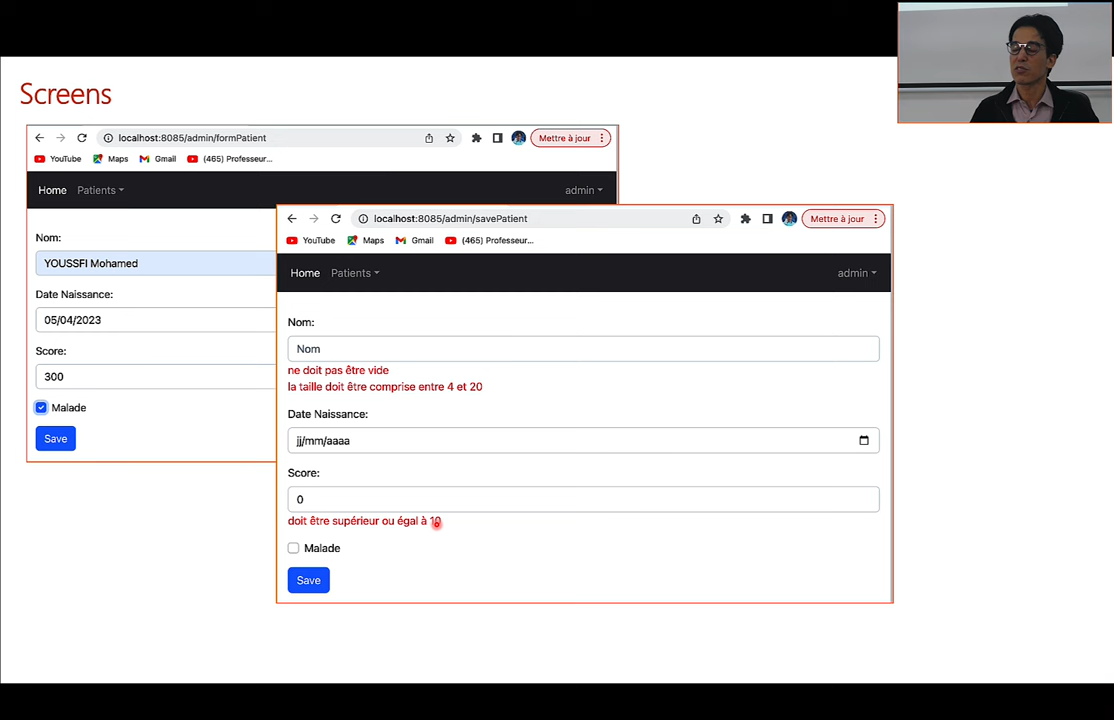 Screens
localhost:8085/admin/formPatient
Mettre à jour
YouTube Maps Gmail (465) Professeur...
Home Patients admin
Nom:
YOUSSFI Mohamed
Date Naissance:
05/04/2023
Score:
300
Malade
Save
localhost:8085/admin/savePatient
Mettre à jour
YouTube Maps Gmail (465) Professeur...
Home Patients admin
Nom:
Nom
ne doit pas être vide
la taille doit être comprise entre 4 et 20
Date Naissance:
jj/mm/aaaa
Score:
0
doit être supérieur ou égal à 10
Malade
Save